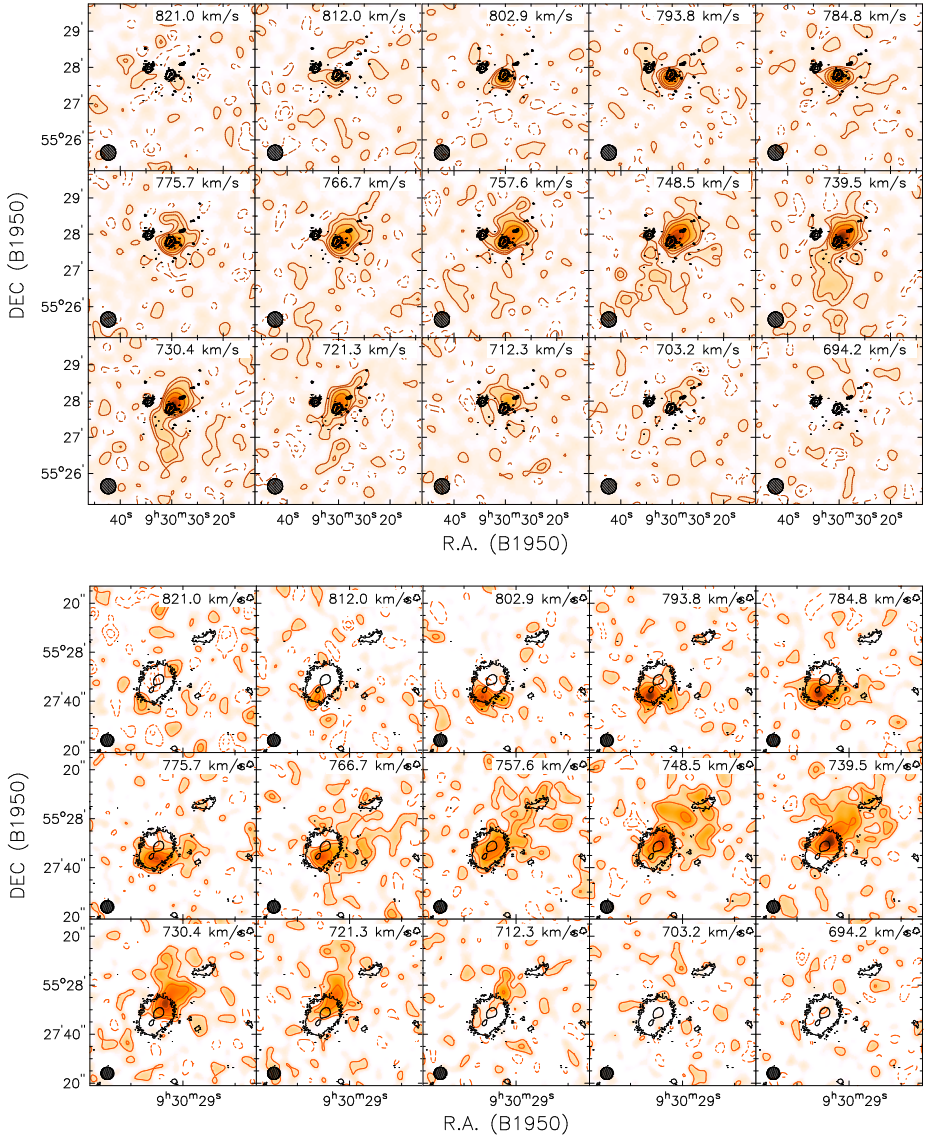 821.0 km/s 812.0 km/s 802.9 km/s 793.8 km/s 784.8 km/s
29'
28'
27'
55°26'
775.7 km/s 766.7 km/s 757.6 km/s 748.5 km/s 739.5 km/s
29'
28'
27'
55°26'
DEC (B1950)
730.4 km/s 721.3 km/s 712.3 km/s 703.2 km/s 694.2 km/s
29'
28'
27'
55°26'
40s 9h30m30s 20s 40s 9h30m30s 20s 40s 9h30m30s 20s 40s 9h30m30s 20s 40s 9h30m30s 20s
R.A. (B1950)
821.0 km/s 812.0 km/s 802.9 km/s 793.8 km/s 784.8 km/s
20"
55°28'
27'40"
20"
775.7 km/s 766.7 km/s 757.6 km/s 748.5 km/s 739.5 km/s
20"
55°28'
27'40"
20"
DEC (B1950)
730.4 km/s 721.3 km/s 712.3 km/s 703.2 km/s 694.2 km/s
20"
55°28'
27'40"
20"
9h30m29s 9h30m29s 9h30m29s 9h30m29s 9h30m29s
R.A. (B1950)